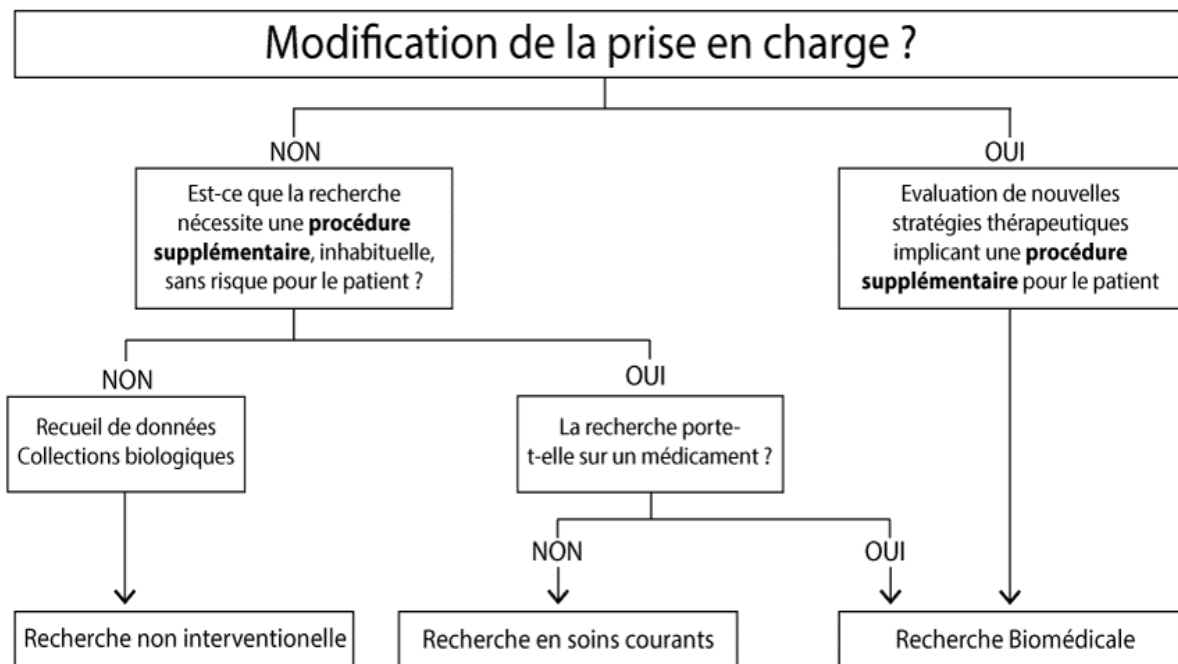 Modification de la prise en charge ?
NON
OUI
Est-ce que la recherche
nécessite une procédure
supplémentaire, inhabituelle,
sans risque pour le patient ?
Evaluation de nouvelles
stratégies thérapeutiques
implicant une procédure
supplémentaire pour le patient
NON
OUI
Recueil de données
Collections biologiques
La recherche porte-
t-elle sur un médicament ?
NON
OUI
Recherche non interventionelle
Recherche en soins courants
Recherche Biomédicale